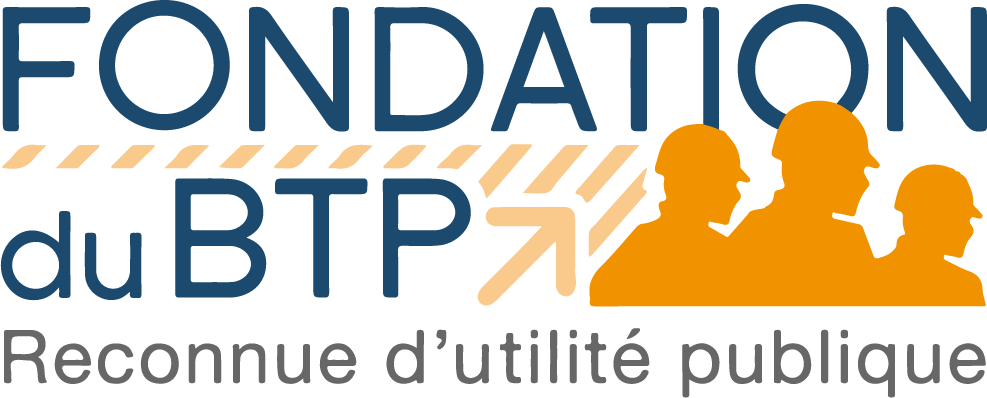 FONDATION
du BTP
Reconnue d'utilité publique